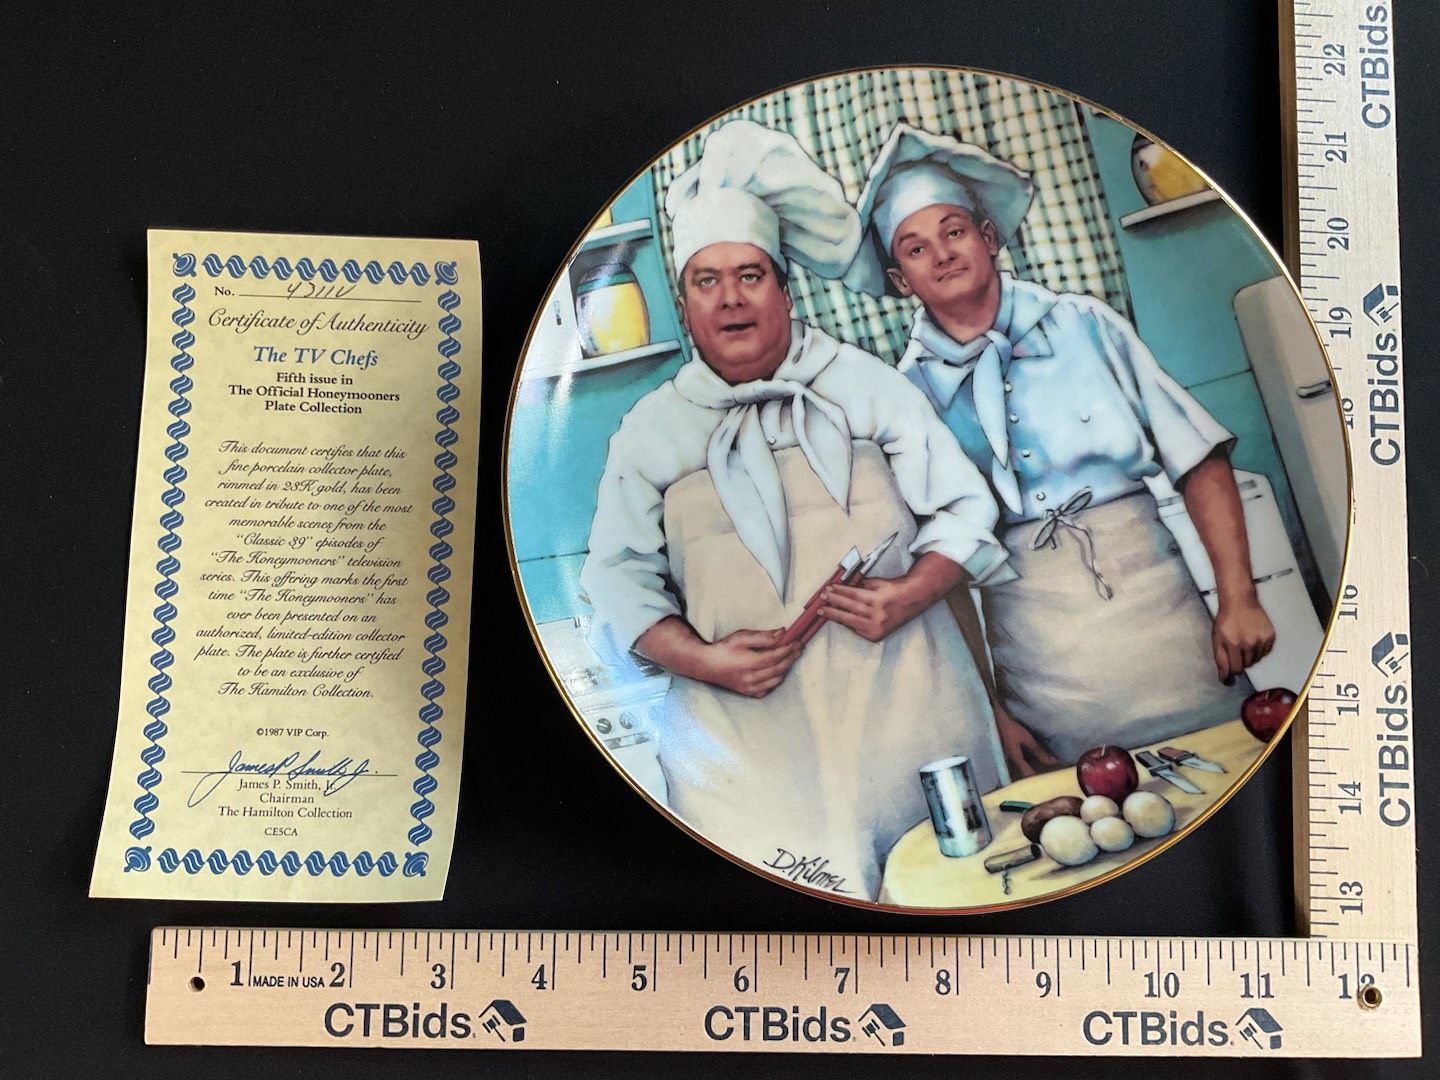 No. 4311V
Certificate of Authenticity
The TV Chefs
Fifth issue in
The Official Honeymooners
Plate Collection
This document certifies that this
fine porcelain collector plate,
rimmed in 23K gold, has been
created in tribute to one of the most
memorable scenes from the
"Classic 39" episodes of
"The Honeymooners" television
series. This offering marks the first
time "The Honeymooners" has
ever been presented on an
authorized, limited-edition collector
plate. The plate is further certified
to be an exclusive of
The Hamilton Collection.
©1987 VIP Corp.
James P. Smith Jr.
James P. Smith, Jr.
Chairman
The Hamilton Collection
CE5CA
D. Kilmer
1 MADE IN USA 2 3 4 5 6 7 8 9 10 11 12
CTBids CTBids CTBids
13 14 15 16 18 19 20 21 22
CTBids CTBids CTBids CTBids